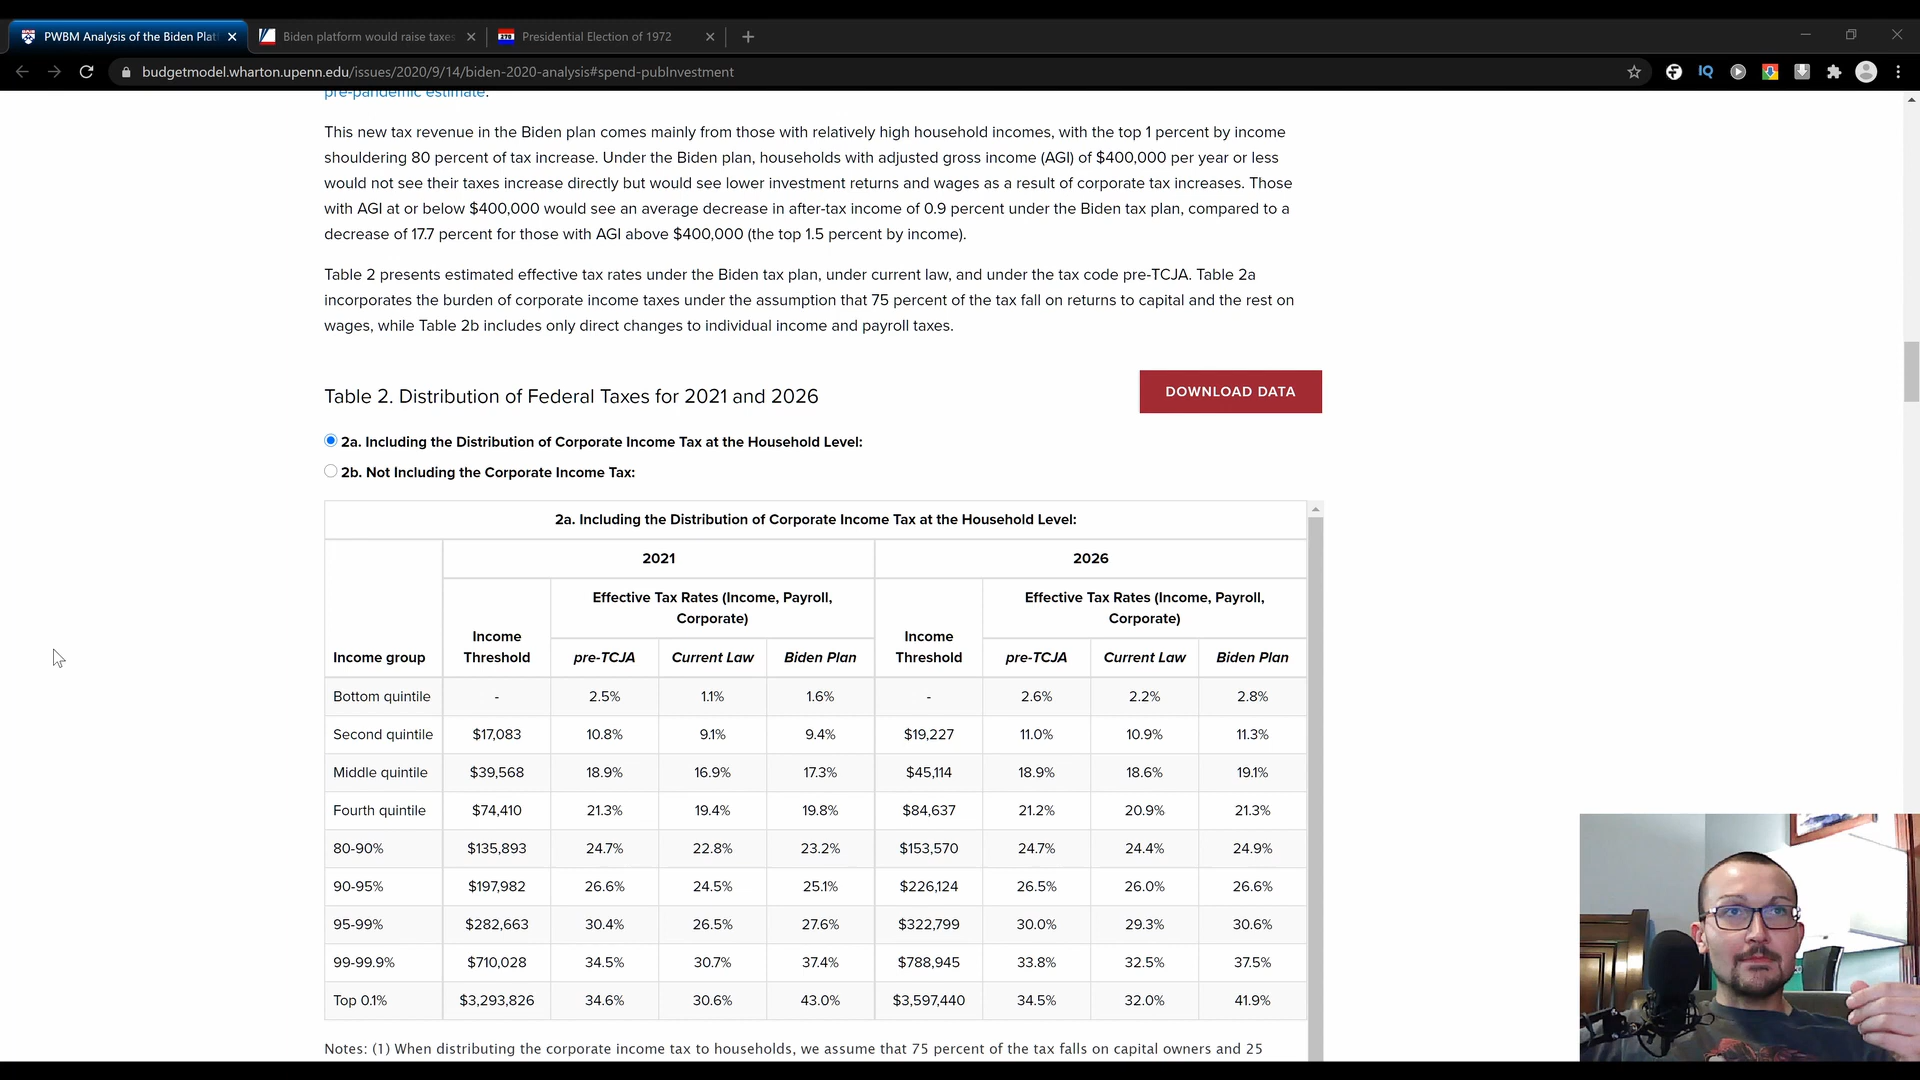 PWBM Analysis of the Biden Plat
Biden platform would raise taxes
Presidential Election of 1972
budgetmodel.wharton.upenn.edu/issues/2020/9/14/biden-2020-analysis#spend-pubInvestment
pre-pandemic estimate.
This new tax revenue in the Biden plan comes mainly from those with relatively high household incomes, with the top 1 percent by income
shouldering 80 percent of tax increase. Under the Biden plan, households with adjusted gross income (AGI) of $400,000 per year or less
would not see their taxes increase directly but would see lower investment returns and wages as a result of corporate tax increases. Those
with AGI at or below $400,000 would see an average decrease in after-tax income of 0.9 percent under the Biden tax plan, compared to a
decrease of 17.7 percent for those with AGI above $400,000 (the top 1.5 percent by income).
Table 2 presents estimated effective tax rates under the Biden tax plan, under current law, and under the tax code pre-TCJA. Table 2a
incorporates the burden of corporate income taxes under the assumption that 75 percent of the tax fall on returns to capital and the rest on
wages, while Table 2b includes only direct changes to individual income and payroll taxes.
Table 2. Distribution of Federal Taxes for 2021 and 2026
DOWNLOAD DATA
2a. Including the Distribution of Corporate Income Tax at the Household Level:
2b. Not Including the Corporate Income Tax:
2a. Including the Distribution of Corporate Income Tax at the Household Level:
2021 2026
Effective Tax Rates (Income, Payroll, Effective Tax Rates (Income, Payroll,
Corporate) Corporate)
Income Income
Income group Threshold pre-TCJA Current Law Biden Plan Threshold pre-TCJA Current Law Biden Plan
Bottom quintile - 2.5% 1.1% 1.6% - 2.6% 2.2% 2.8%
Second quintile $17,083 10.8% 9.1% 9.4% $19,227 11.0% 10.9% 11.3%
Middle quintile $39,568 18.9% 16.9% 17.3% $45,114 18.9% 18.6% 19.1%
Fourth quintile $74,410 21.3% 19.4% 19.8% $84,637 21.2% 20.9% 21.3%
80-90% $135,893 24.7% 22.8% 23.2% $153,570 24.7% 24.4% 24.9%
90-95% $197,982 26.6% 24.5% 25.1% $226,124 26.5% 26.0% 26.6%
95-99% $282,663 30.4% 26.5% 27.6% $322,799 30.0% 29.3% 30.6%
99-99.9% $710,028 34.5% 30.7% 37.4% $788,945 33.8% 32.5% 37.5%
Top 0.1% $3,293,826 34.6% 30.6% 43.0% $3,597,440 34.5% 32.0% 41.9%
Notes: (1) When distributing the corporate income tax to households, we assume that 75 percent of the tax falls on capital owners and 25